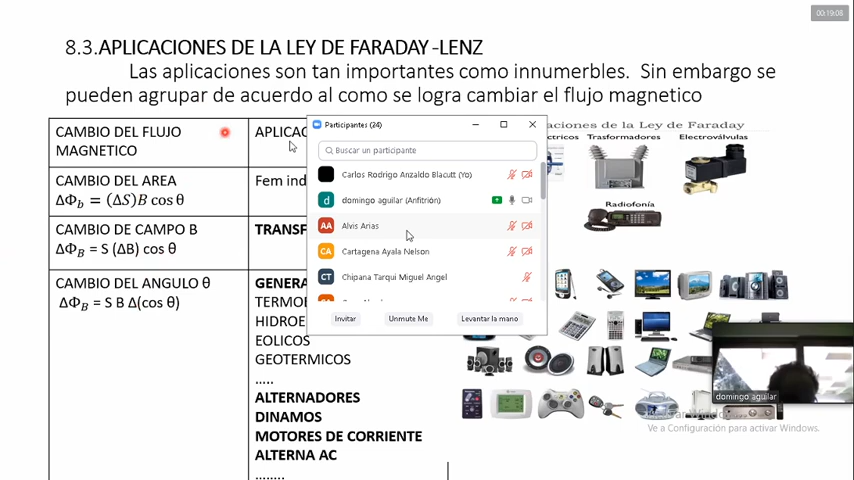 00:19:08
8.3.APLICACIONES DE LA LEY DE FARADAY -LENZ
Las aplicaciones son tan importantes como innumerbles. Sin embargo se
pueden agrupar de acuerdo al como se logra cambiar el flujo magnetico
CAMBIO DEL FLUJO
MAGNETICO
APLICAC
CAMBIO DEL AREA
ΔΦb = (ΔS)B cos θ
Fem ind
CAMBIO DE CAMPO B
ΔΦB = S (ΔB) cos θ
TRANSF
CAMBIO DEL ANGULO θ
ΔΦB = S B Δ(cos θ)
GENERA
TERMO
HIDROE
EOLICOS
GEOTERMICOS
.....
ALTERNADORES
DINAMOS
MOTORES DE CORRIENTE
ALTERNA AC
........
Participantes (24)
Buscar un participante
Carlos Rodrigo Anzaldo Blacutt (Yo)
d domingo aguilar (Anfitrión)
AA Alvis Arias
CA Cartagena Ayala Nelson
CT Chipana Tarqui Miguel Angel
Invitar Unmute Me Levantar la mano
aciones de la Ley de Faraday
ctricos Trasformadores Electroválvulas
Radiofonía
domingo aguilar
Ve a Configuración para activar Windows.